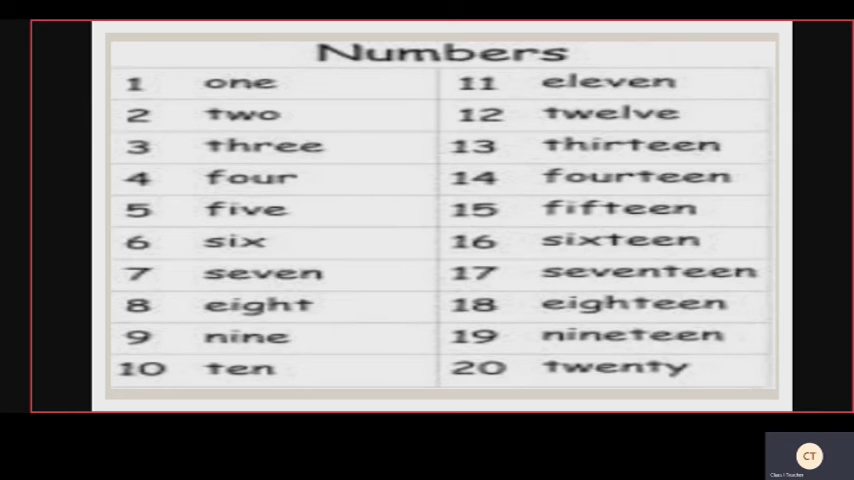 Numbers
1 one
2 two
3 three
4 four
5 five
6 six
7 seven
8 eight
9 nine
10 ten
11 eleven
12 twelve
13 thirteen
14 fourteen
15 fifteen
16 sixteen
17 seventeen
18 eighteen
19 nineteen
20 twenty
CT
Class I Teacher